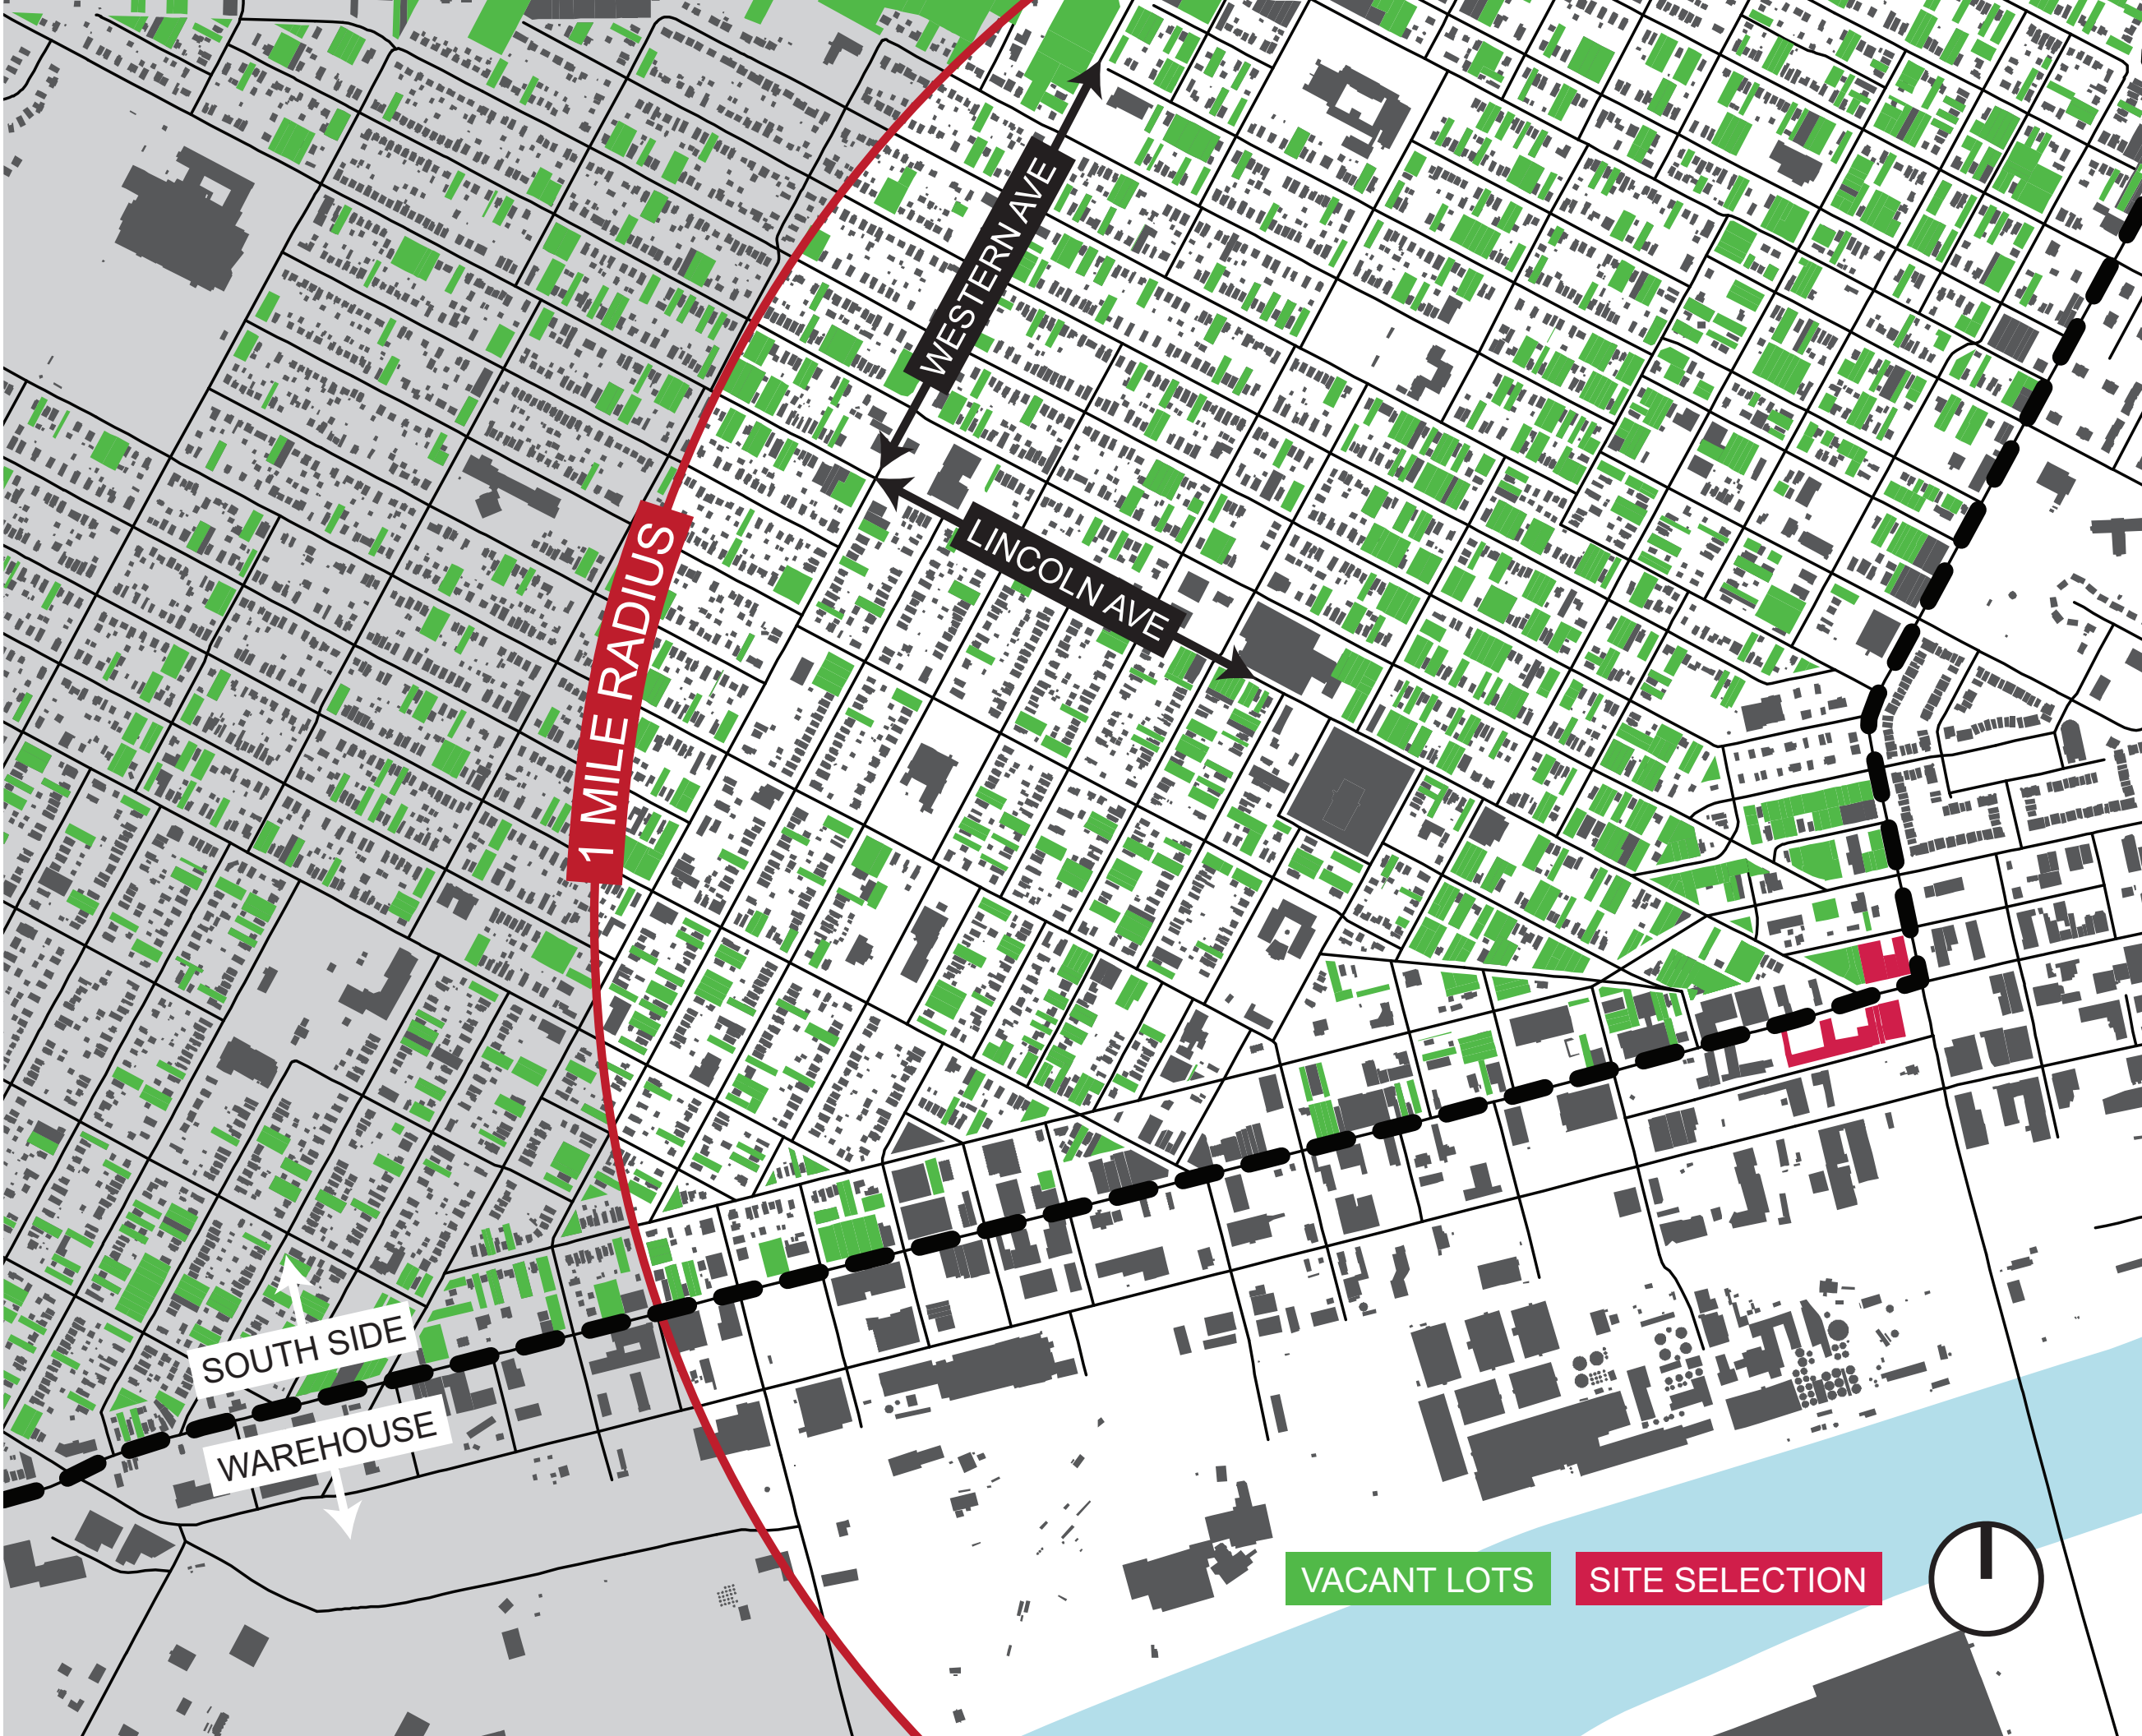 WESTERN AVE
LINCOLN AVE
1 MILE RADIUS
SOUTH SIDE
WAREHOUSE
VACANT LOTS
SITE SELECTION